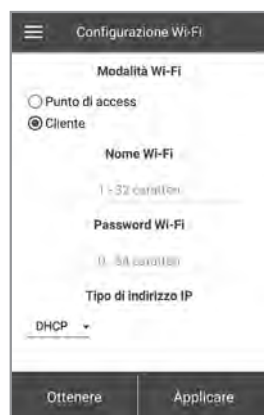 Configurazione Wi-Fi
Modalità Wi-Fi
Punto di access
Cliente
Nome Wi-Fi
1 - 32 caratteri
Password Wi-Fi
0 - 64 caratteri
Tipo di indirizzo IP
DHCP
Ottenere Applicare